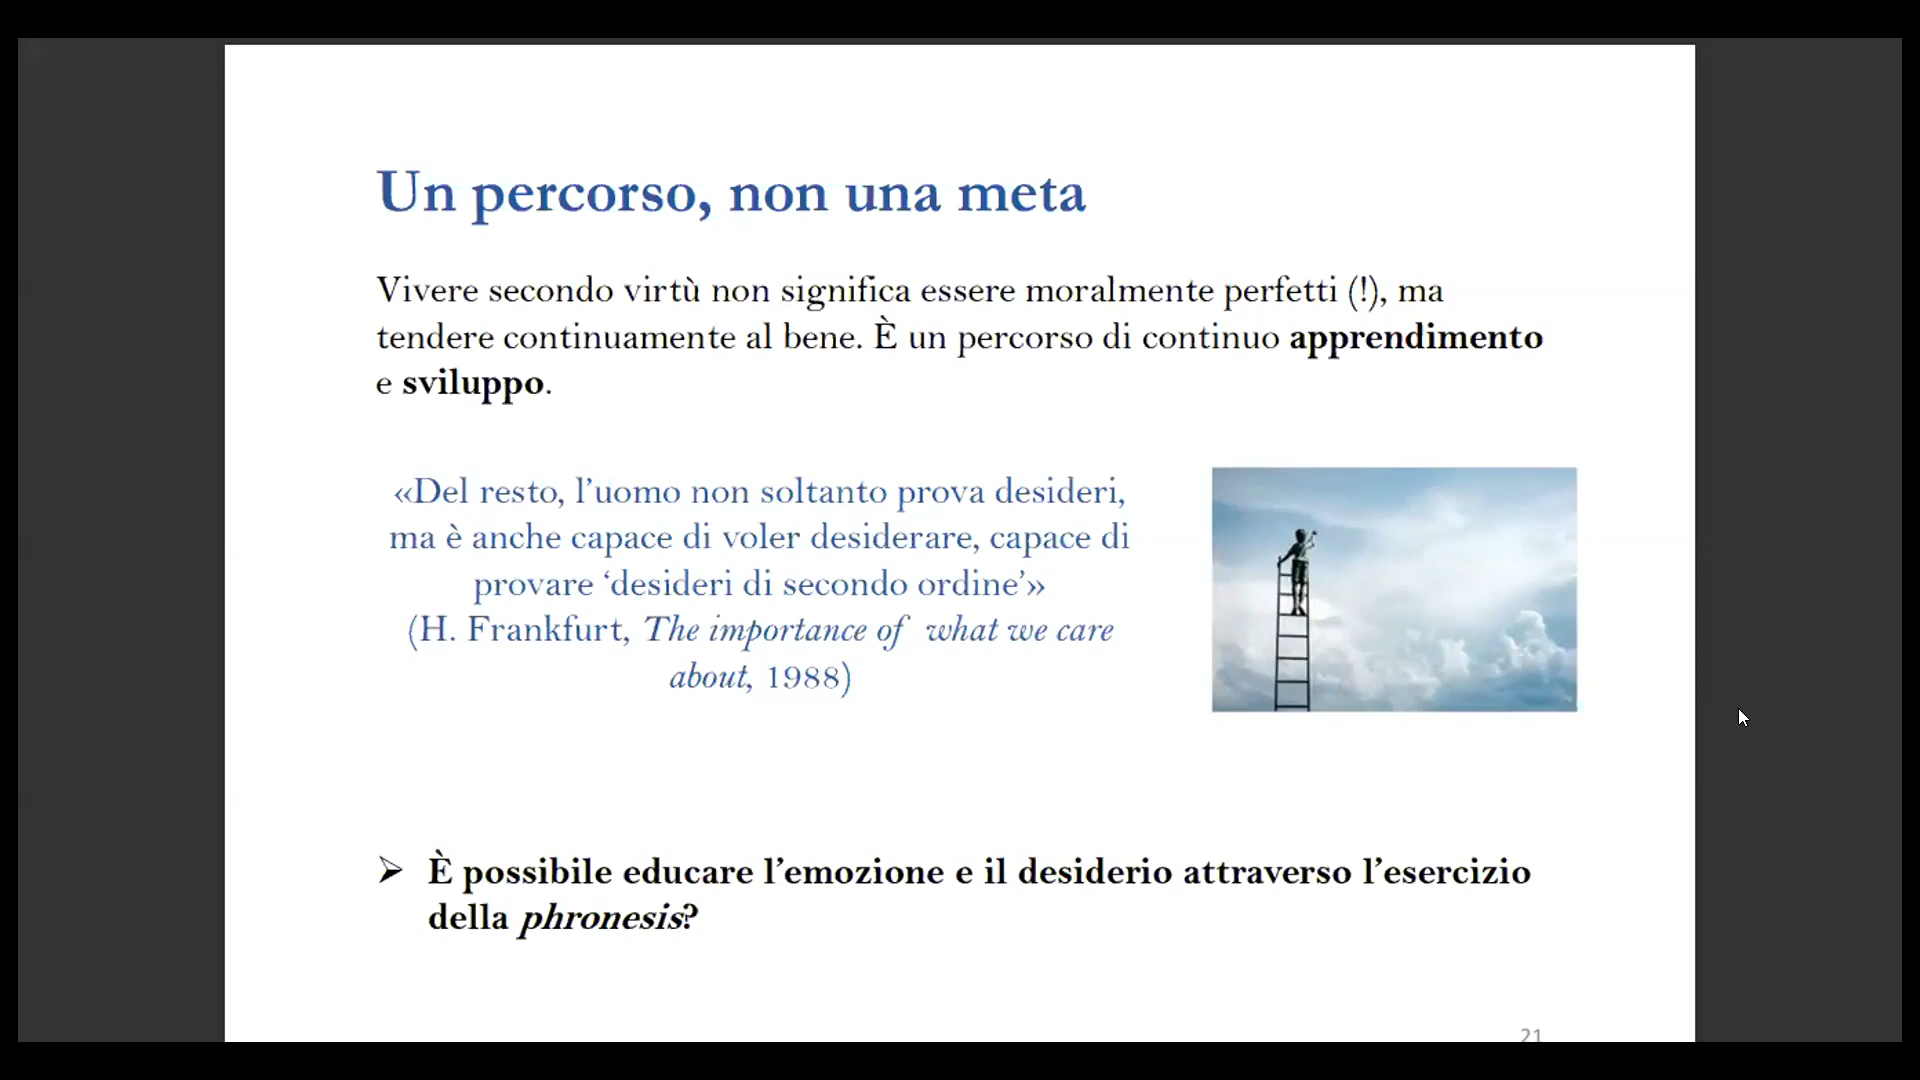 Un percorso, non una meta
Vivere secondo virtù non significa essere moralmente perfetti (!), ma
tendere continuamente al bene. È un percorso di continuo apprendimento
e sviluppo.
«Del resto, l’uomo non soltanto prova desideri,
ma è anche capace di voler desiderare, capace di
provare ‘desideri di secondo ordine’»
(H. Frankfurt, The importance of what we care
about, 1988)
➢ È possibile educare l’emozione e il desiderio attraverso l’esercizio
della phronesis?
21